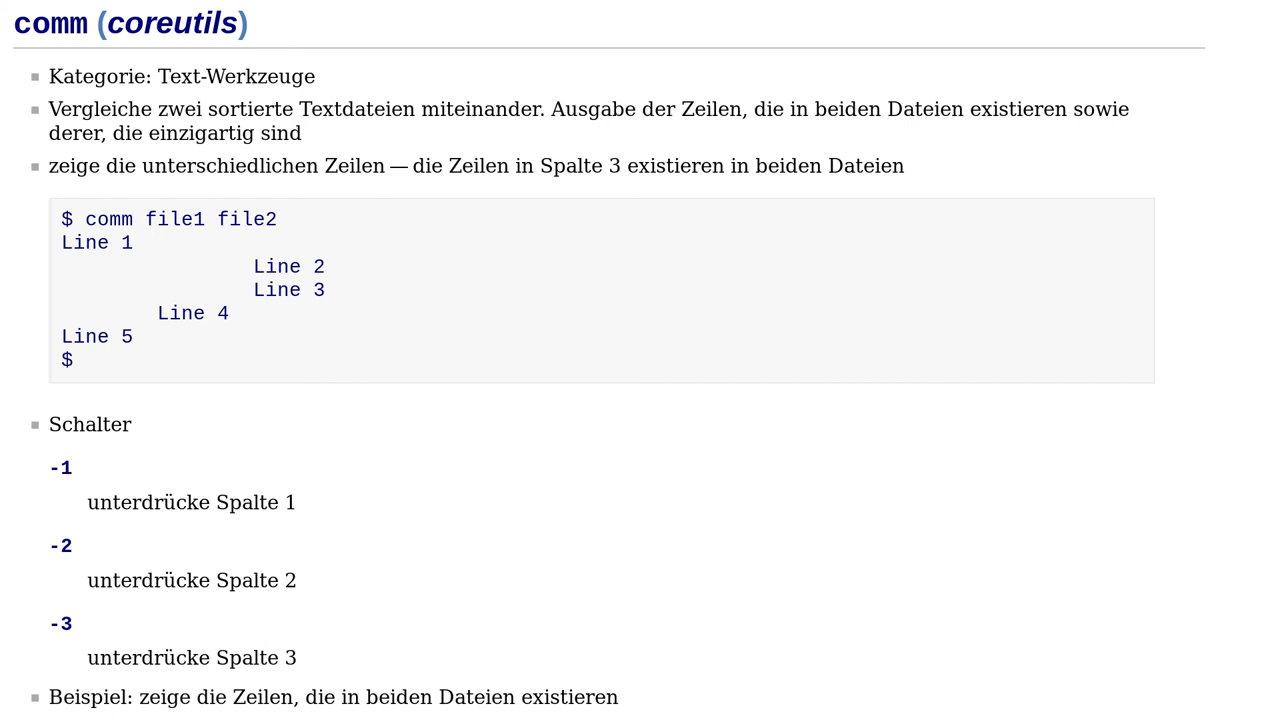 comm (coreutils)
Kategorie: Text-Werkzeuge
Vergleiche zwei sortierte Textdateien miteinander. Ausgabe der Zeilen, die in beiden Dateien existieren sowie
derer, die einzigartig sind
zeige die unterschiedlichen Zeilen — die Zeilen in Spalte 3 existieren in beiden Dateien
$ comm file1 file2
Line 1
                Line 2
                Line 3
        Line 4
Line 5
$
Schalter
-1
unterdrücke Spalte 1
-2
unterdrücke Spalte 2
-3
unterdrücke Spalte 3
Beispiel: zeige die Zeilen, die in beiden Dateien existieren